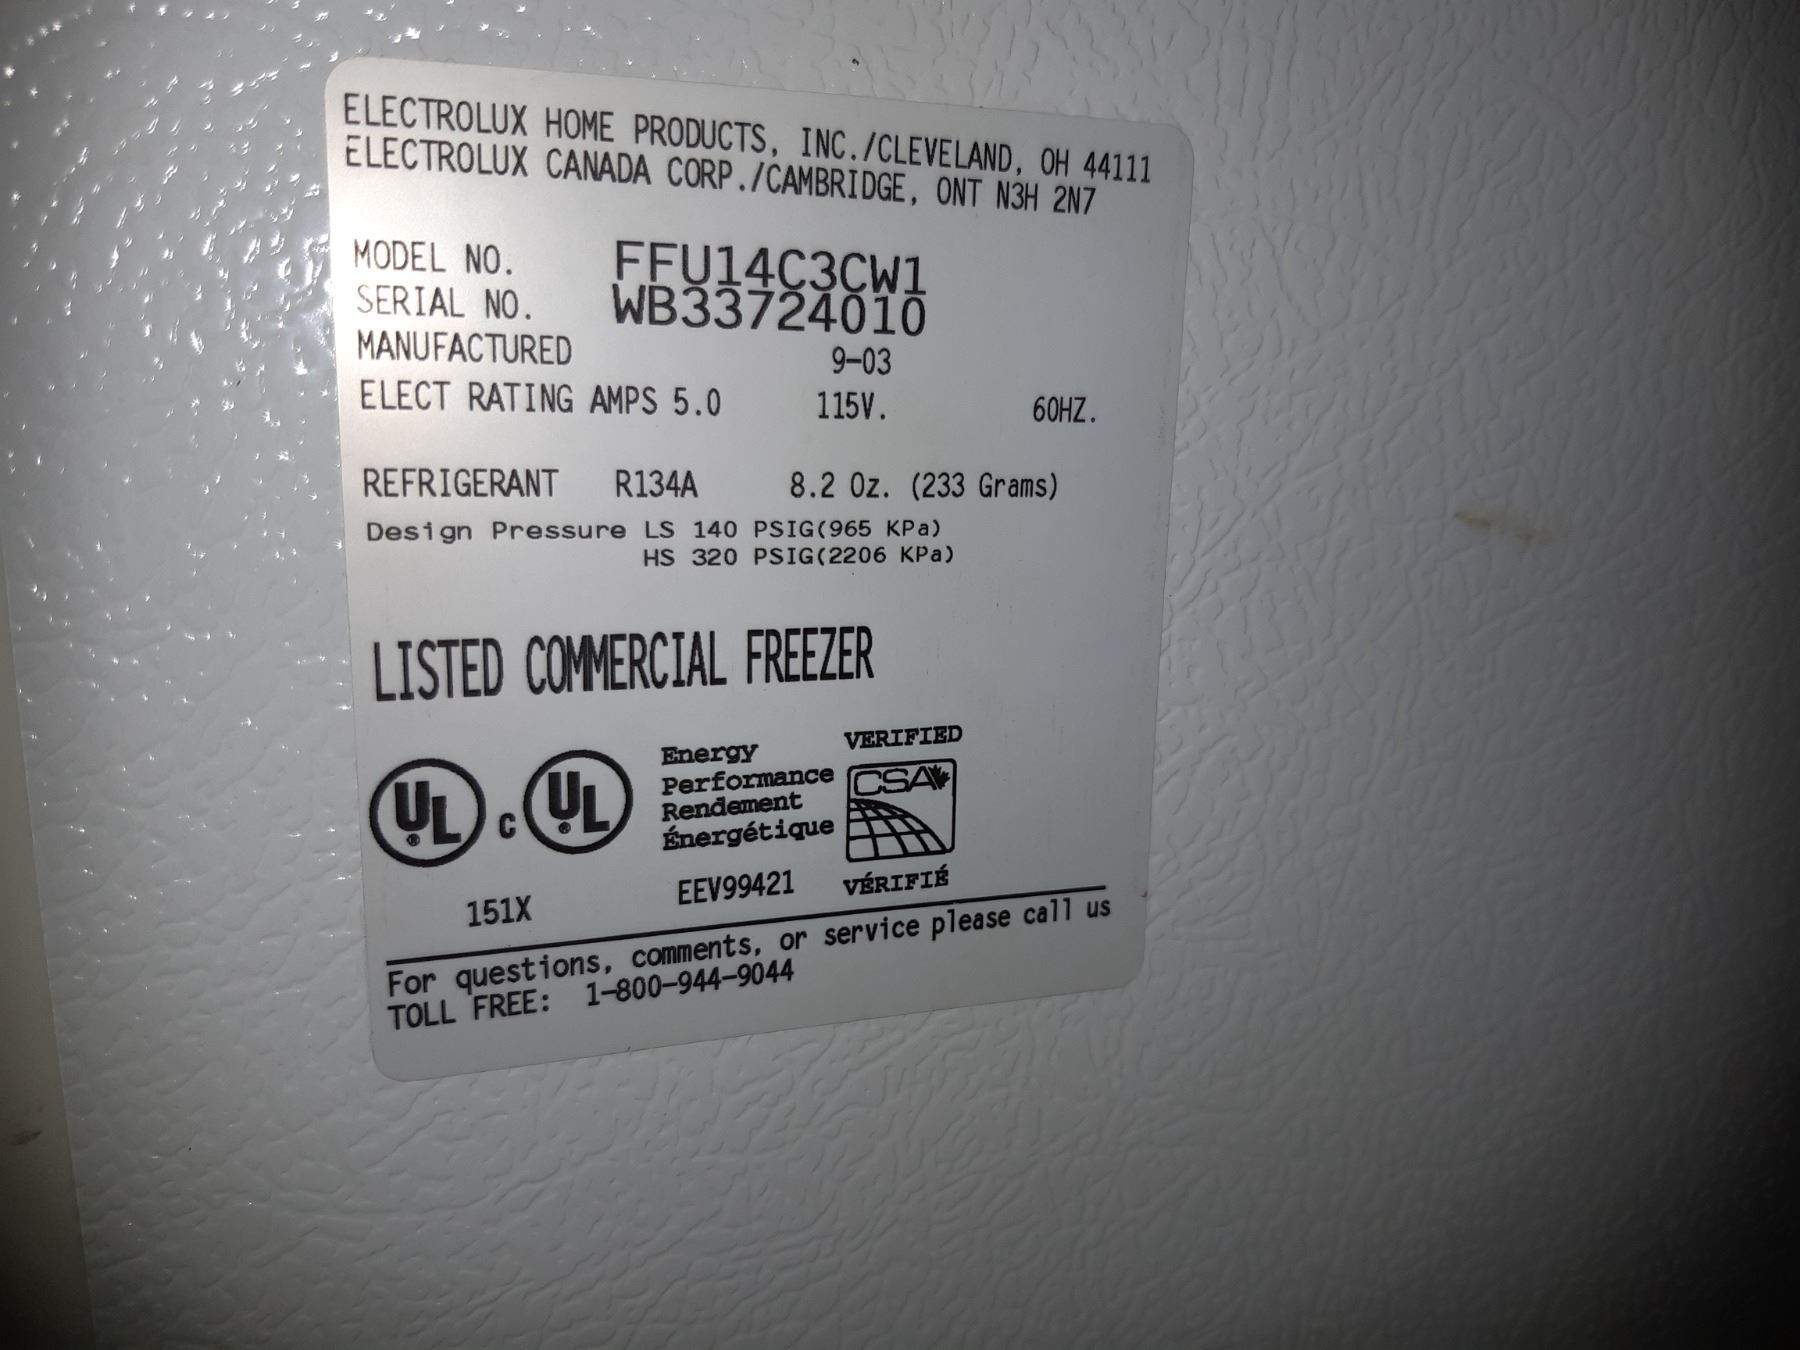 ELECTROLUX HOME PRODUCTS, INC./CLEVELAND, OH 44111
ELECTROLUX CANADA CORP./CAMBRIDGE, ONT N3H 2N7
MODEL NO. FFU14C3CW1
SERIAL NO. WB33724010
MANUFACTURED 9-03
ELECT RATING AMPS 5.0 115V. 60HZ.
REFRIGERANT R134A 8.2 Oz. (233 Grams)
Design Pressure LS 140 PSIG(965 KPa)
HS 320 PSIG(2206 KPa)
LISTED COMMERCIAL FREEZER
UL ® c UL ®
151X
Energy
Performance
Rendement
Énergétique
EEV99421
VERIFIED
CSA
VÉRIFIÉ
For questions, comments, or service please call us
TOLL FREE: 1-800-944-9044